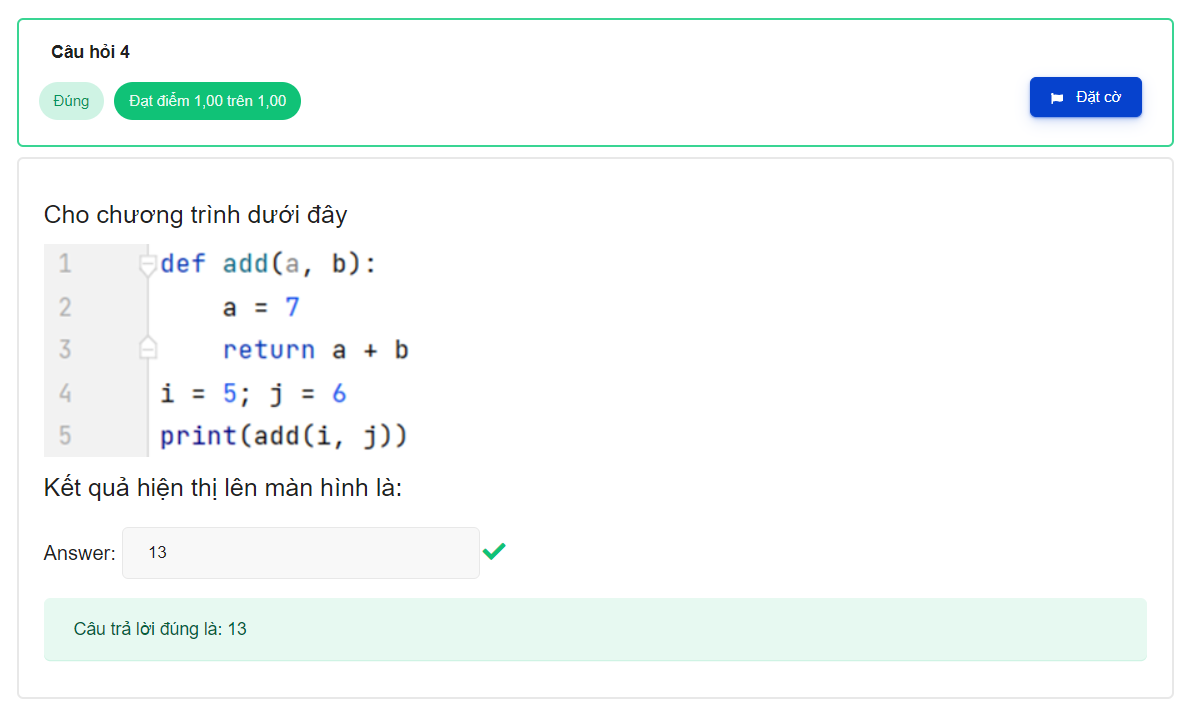 Câu hỏi 4
Đúng
Đạt điểm 1,00 trên 1,00
Đặt cờ
Cho chương trình dưới đây
1 def add(a, b):
2     a = 7
3     return a + b
4 i = 5; j = 6
5 print(add(i, j))
Kết quả hiện thị lên màn hình là:
Answer: 13
Câu trả lời đúng là: 13